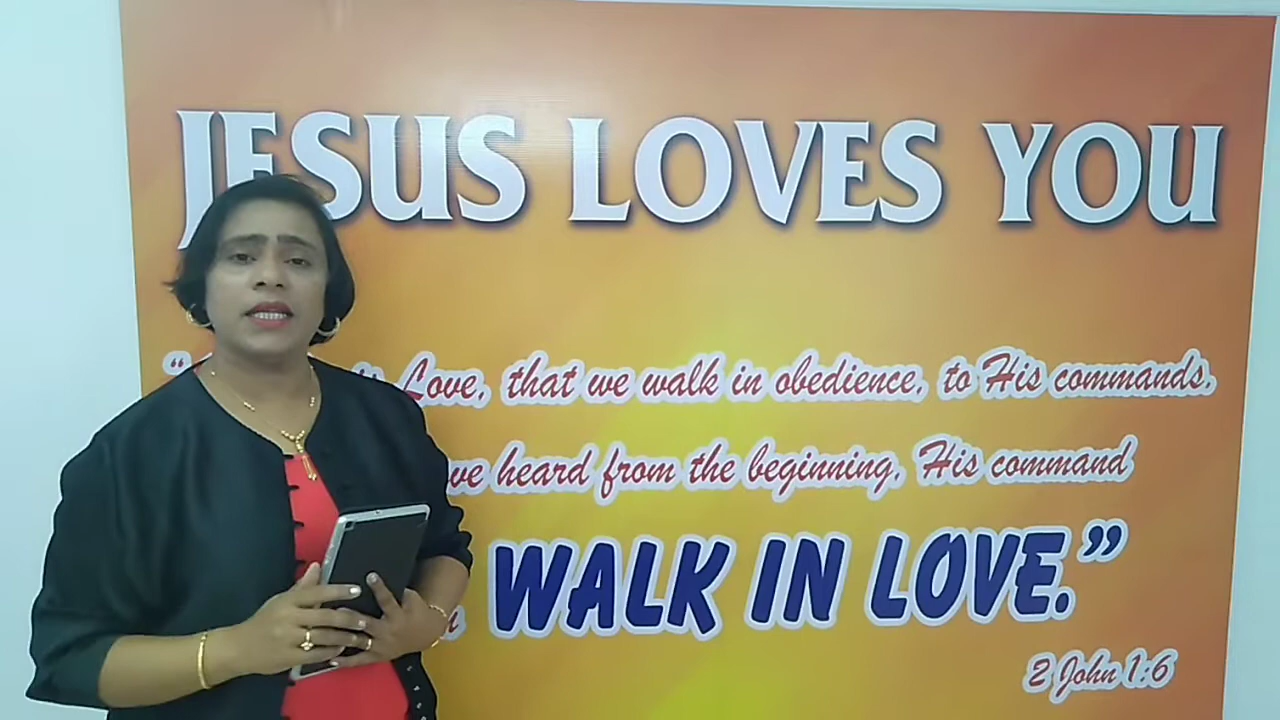 JESUS LOVES YOU
Love, that we walk in obedience, to His commands.
heard from the beginning, His command
WALK IN LOVE.”
2 John 1:6